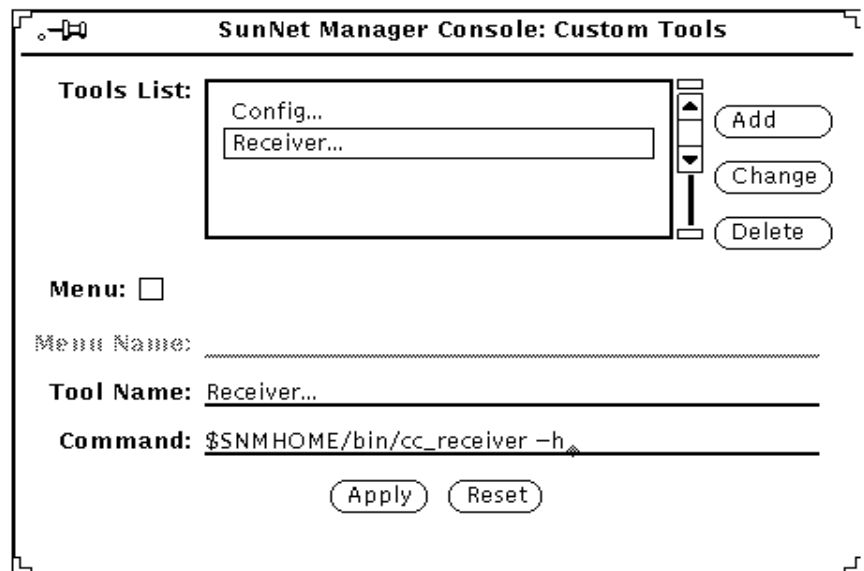 SunNet Manager Console: Custom Tools
Tools List:
Config...
Receiver...
Add
Change
Delete
Menu:
Menu Name:
Tool Name: Receiver...
Command: $SNMHOME/bin/cc_receiver –h
Apply Reset